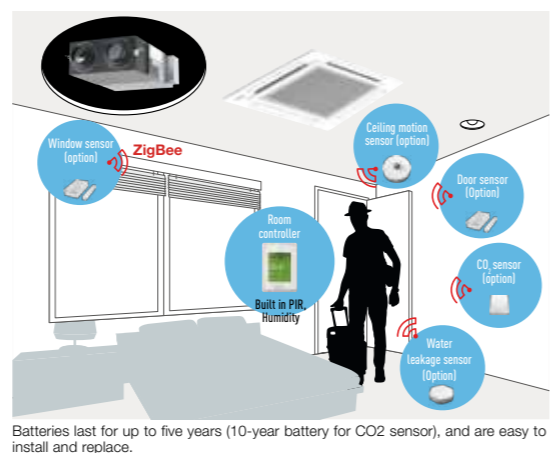 Window sensor
(option)
ZigBee
Ceiling motion
sensor (option)
Door sensor
(Option)
Room
controller
Built in PIR,
Humidity
CO₂ sensor
(option)
Water
leakage sensor
(Option)
Batteries last for up to five years (10-year battery for CO2 sensor), and are easy to
install and replace.